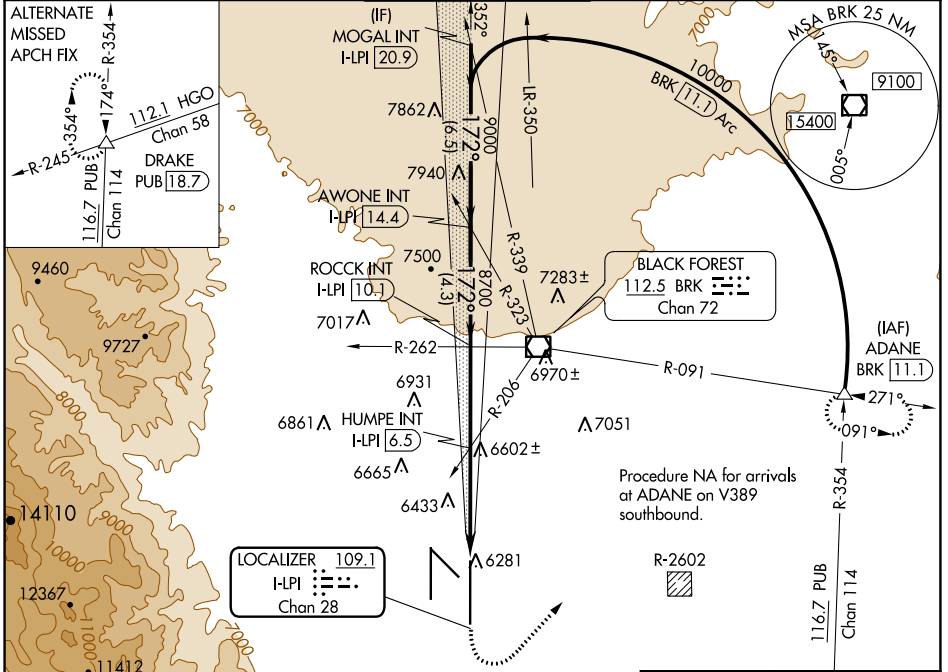 ALTERNATE
MISSED
APCH FIX
R-354
174°
354°
112.1 HGO
Chan 58
R-245
DRAKE
PUB 18.7
116.7 PUB
Chan 114
(IF)
MOGAL INT
I-LPI 20.9
352°
7000
7000
MSA BRK 25 NM
145°
9100
15400
005°
10000
BRK 11.1 Arc
LR-350
7862
172°
(6.5)
9000
7000
7940
AWONE INT
I-LPI 14.4
R-339
R-323
7500
172°
(4.3)
8700
ROCCK INT
I-LPI 10.1
7283±
BLACK FOREST
112.5 BRK
Chan 72
9460
7017
9727
R-262
6970±
R-091
(IAF)
ADANE
BRK 11.1
271°
091°
8000
6931
R-206
6861
HUMPE INT
I-LPI 6.5
7051
6602±
6665
Procedure NA for arrivals
at ADANE on V389
southbound.
6433
R-354
14110
9000
10000
LOCALIZER 109.1
I-LPI
Chan 28
6281
R-2602
12367
11000
7000
116.7 PUB
Chan 114
11412